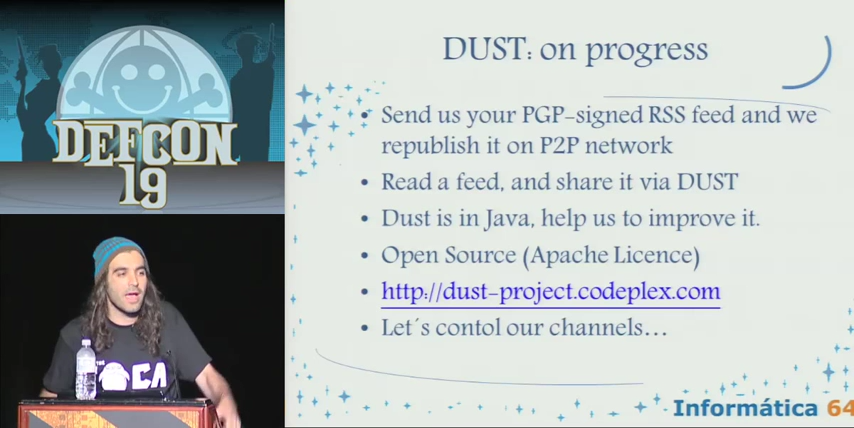 DEFCON
19
DUST: on progress
• Send us your PGP-signed RSS feed and we
republish it on P2P network
• Read a feed, and share it via DUST
• Dust is in Java, help us to improve it.
• Open Source (Apache Licence)
• http://dust-project.codeplex.com
• Let´s contol our channels...
Informática 64